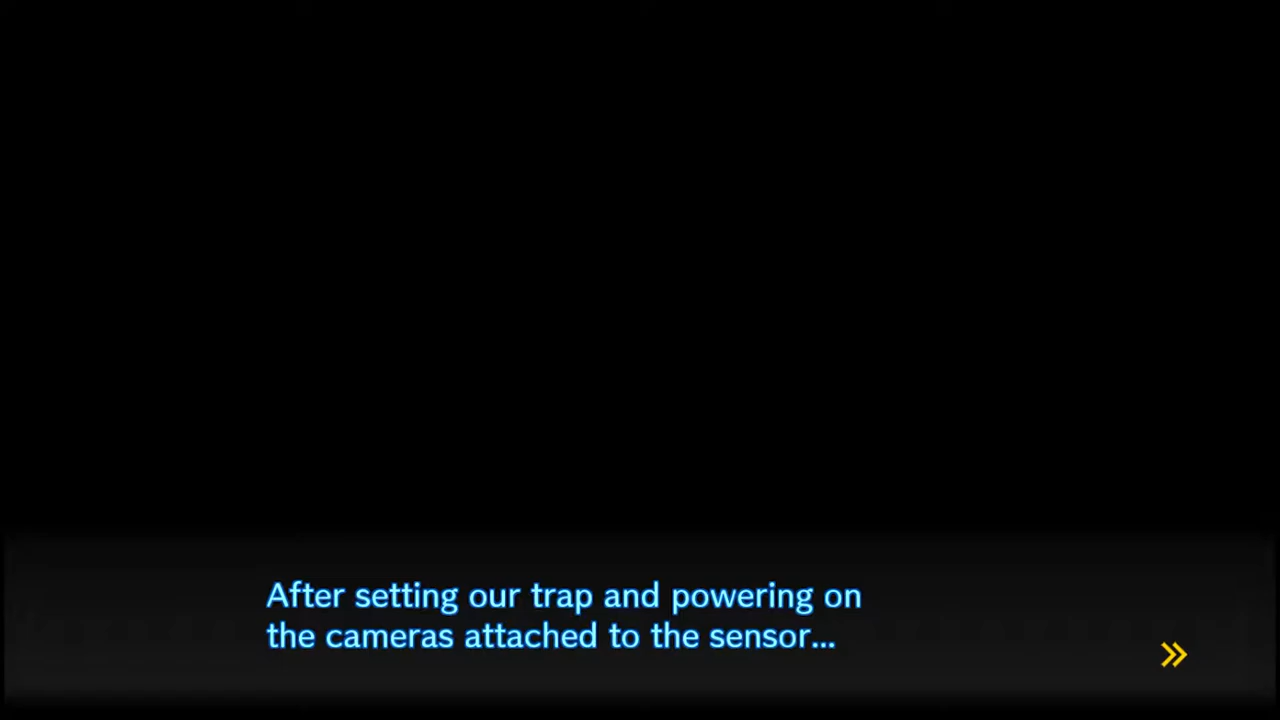 After setting our trap and powering on
the cameras attached to the sensor...